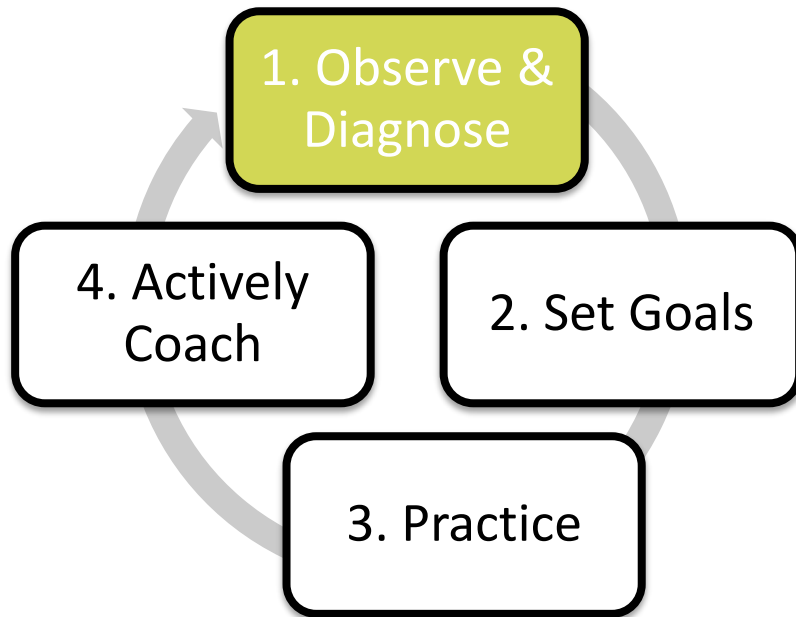 1. Observe &
Diagnose
2. Set Goals
3. Practice
4. Actively
Coach